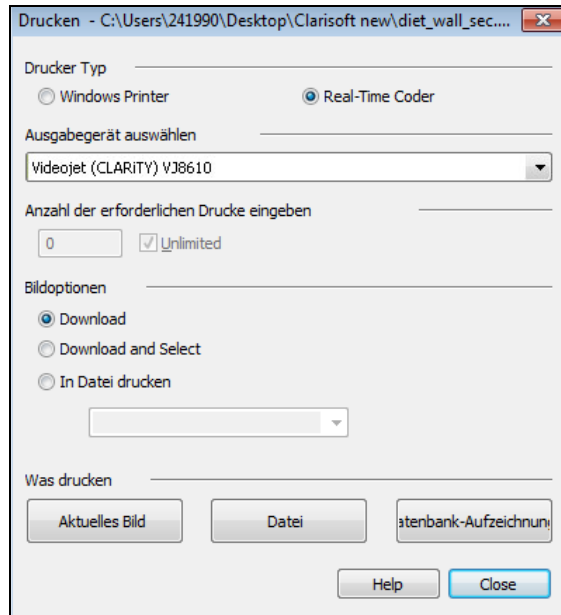 Drucken - C:\Users\241990\Desktop\Clarisoft new\diet_wall_sec....
Drucker Typ
Windows Printer Real-Time Coder
Ausgabegerät auswählen
Videojet (CLARiTY) VJ8610
Anzahl der erforderlichen Drucke eingeben
0 Unlimited
Bildoptionen
Download
Download and Select
In Datei drucken
Was drucken
Aktuelles Bild Datei atenbank-Aufzeichnung
Help Close